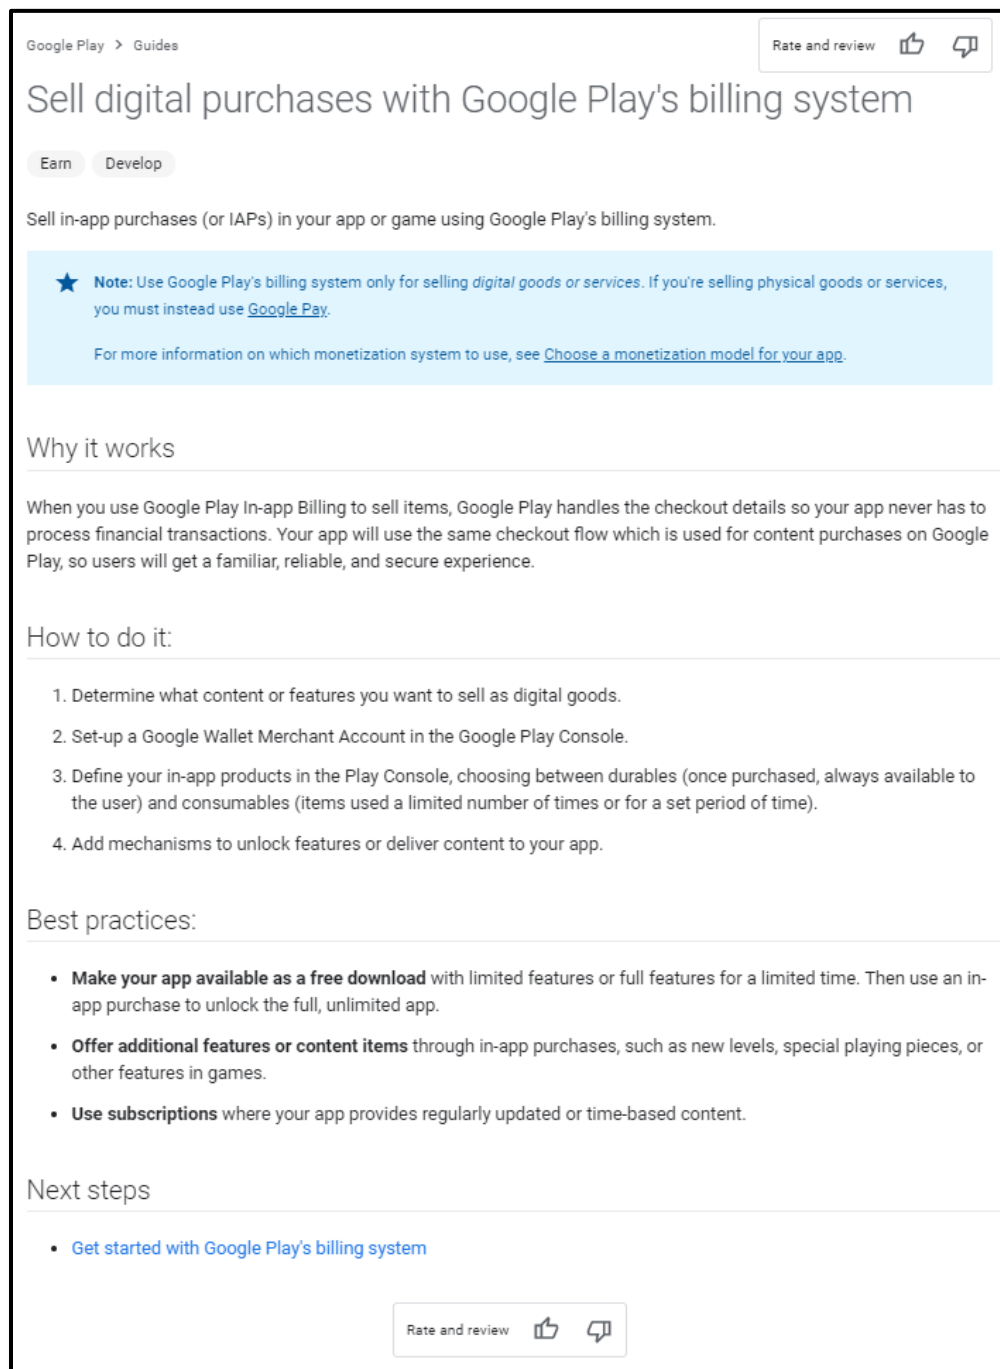 Google Play > Guides
Rate and review
Sell digital purchases with Google Play's billing system
Earn Develop
Sell in-app purchases (or IAPs) in your app or game using Google Play's billing system.
Note: Use Google Play's billing system only for selling digital goods or services. If you're selling physical goods or services,
you must instead use Google Pay.
For more information on which monetization system to use, see Choose a monetization model for your app.
Why it works
When you use Google Play In-app Billing to sell items, Google Play handles the checkout details so your app never has to
process financial transactions. Your app will use the same checkout flow which is used for content purchases on Google
Play, so users will get a familiar, reliable, and secure experience.
How to do it:
1. Determine what content or features you want to sell as digital goods.
2. Set-up a Google Wallet Merchant Account in the Google Play Console.
3. Define your in-app products in the Play Console, choosing between durables (once purchased, always available to
the user) and consumables (items used a limited number of times or for a set period of time).
4. Add mechanisms to unlock features or deliver content to your app.
Best practices:
• Make your app available as a free download with limited features or full features for a limited time. Then use an in-
app purchase to unlock the full, unlimited app.
• Offer additional features or content items through in-app purchases, such as new levels, special playing pieces, or
other features in games.
• Use subscriptions where your app provides regularly updated or time-based content.
Next steps
• Get started with Google Play's billing system
Rate and review